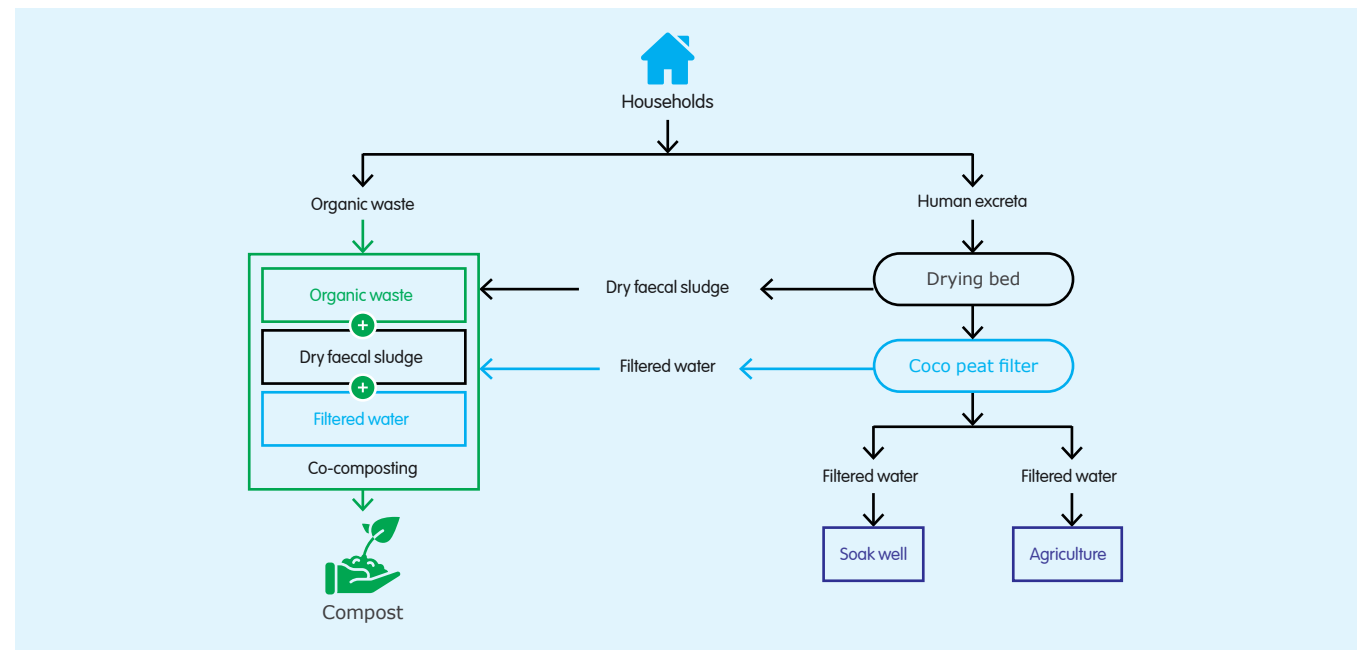 Households
Organic waste
Human excreta
Organic waste
Dry faecal sludge
Drying bed
Dry faecal sludge
Filtered water
Coco peat filter
Filtered water
Co-composting
Filtered water
Filtered water
Soak well
Agriculture
Compost